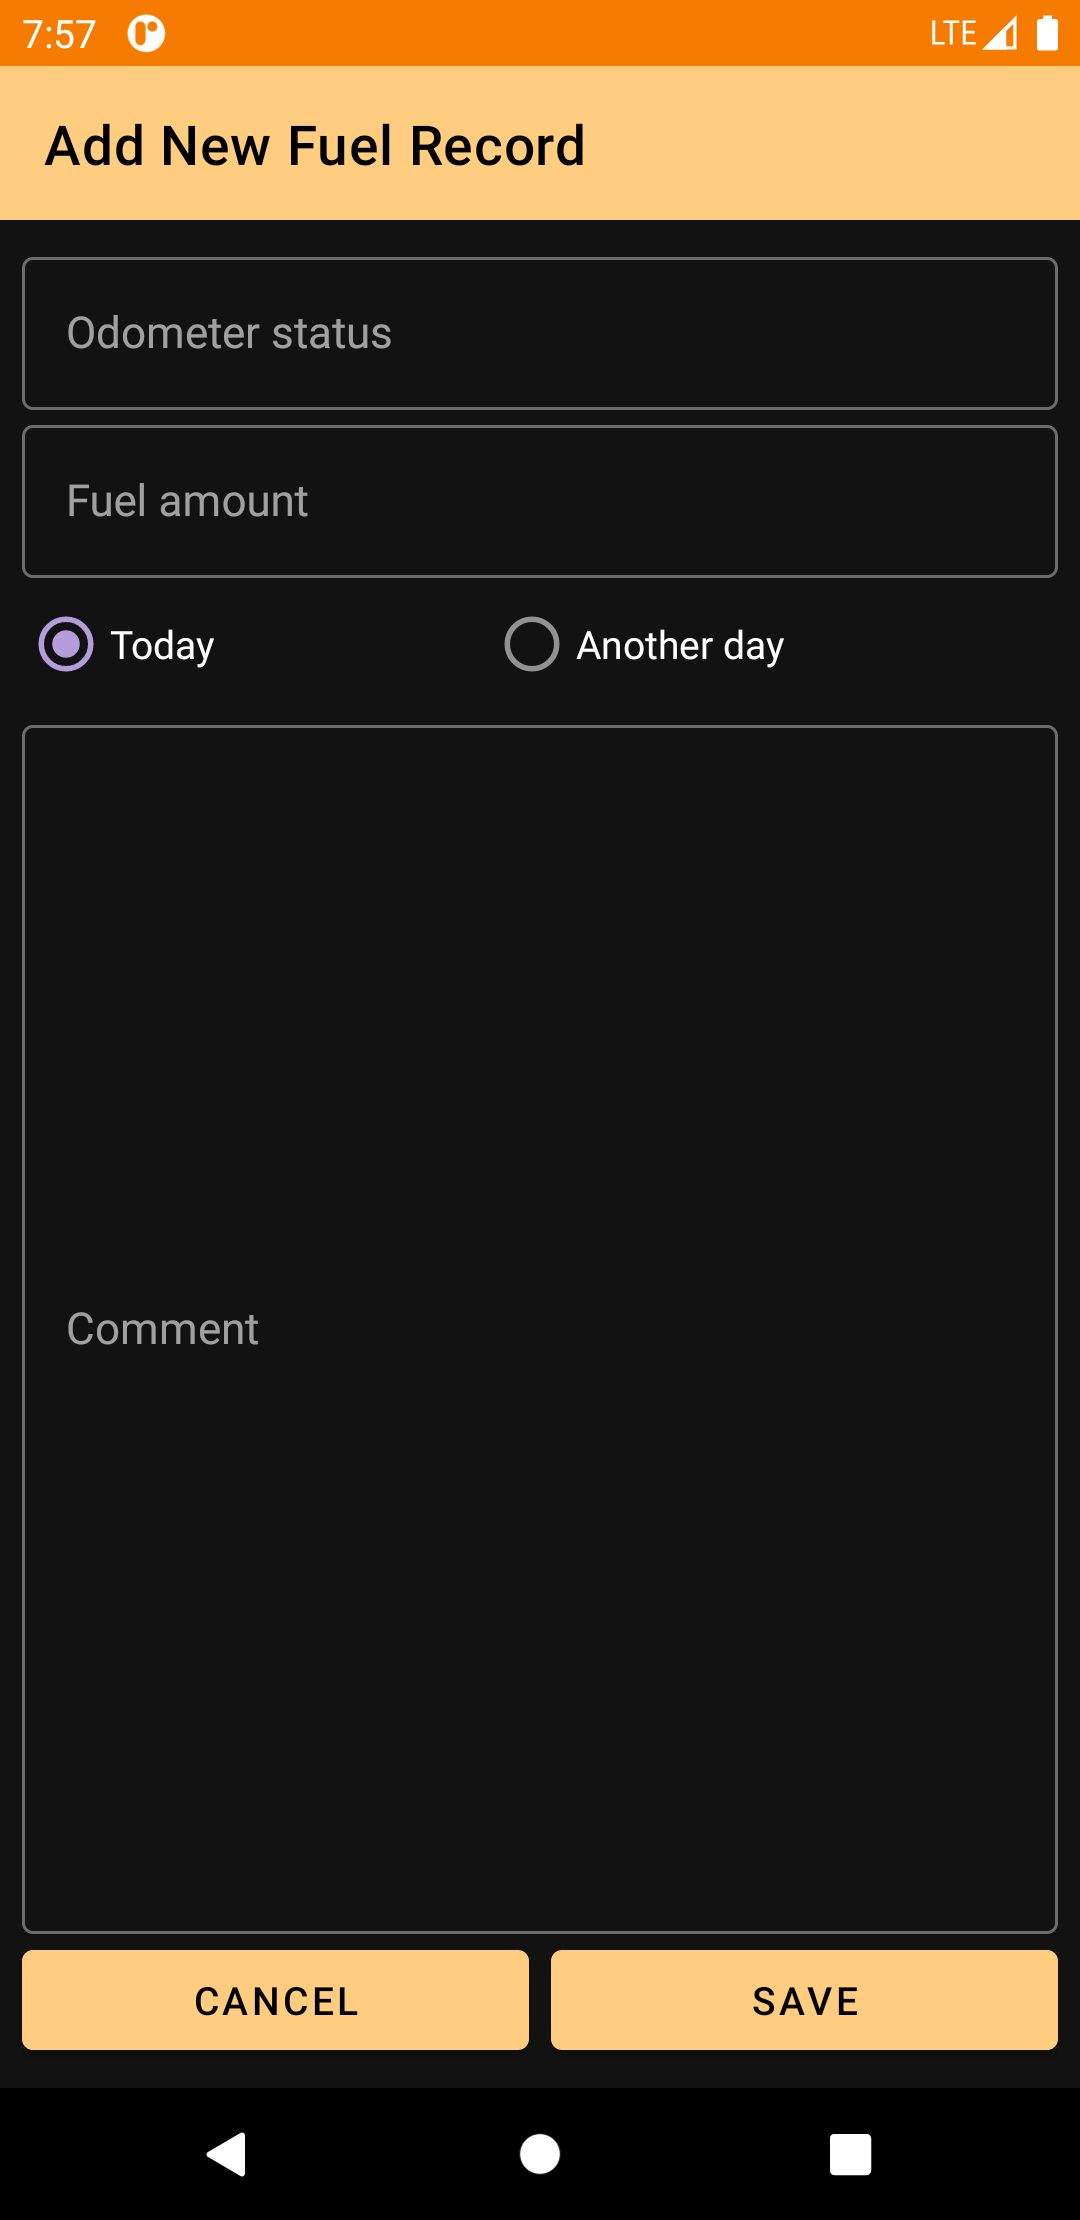 7:57 LTE
Add New Fuel Record
Odometer status
Fuel amount
Today Another day
Comment
CANCEL SAVE